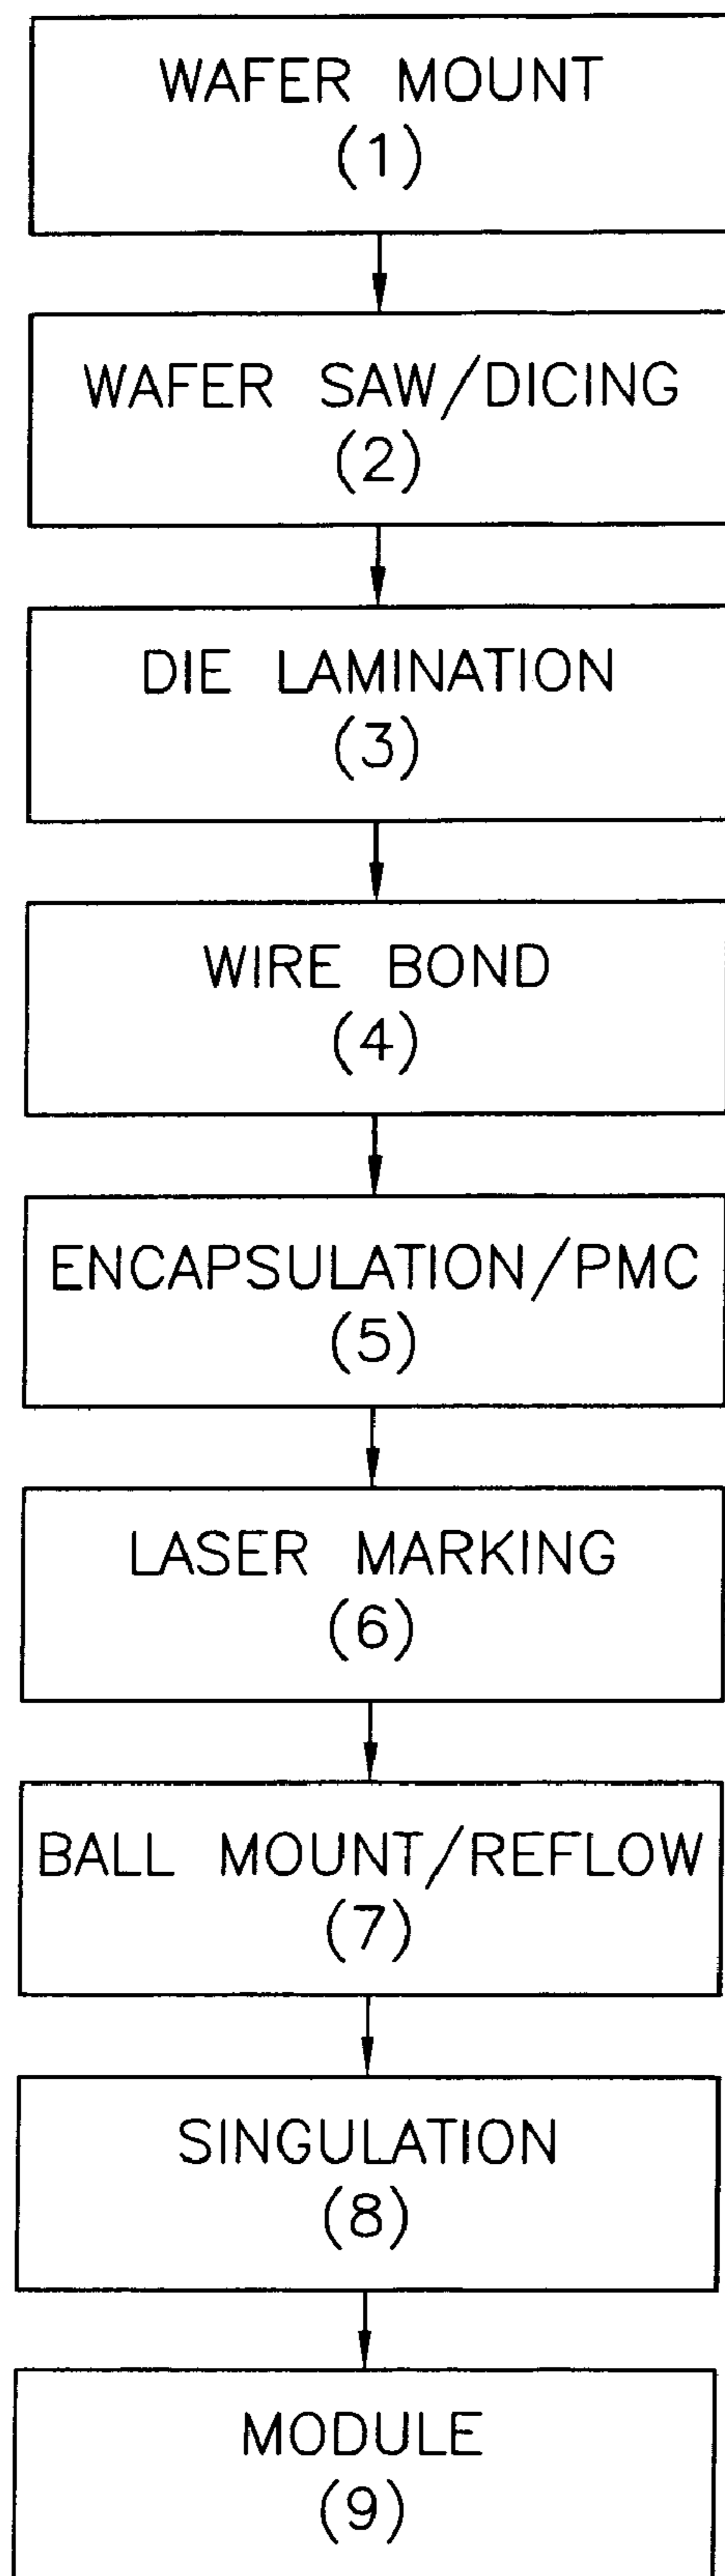 WAFER MOUNT
(1)
WAFER SAW/DICING
(2)
DIE LAMINATION
(3)
WIRE BOND
(4)
ENCAPSULATION/PMC
(5)
LASER MARKING
(6)
BALL MOUNT/REFLOW
(7)
SINGULATION
(8)
MODULE
(9)